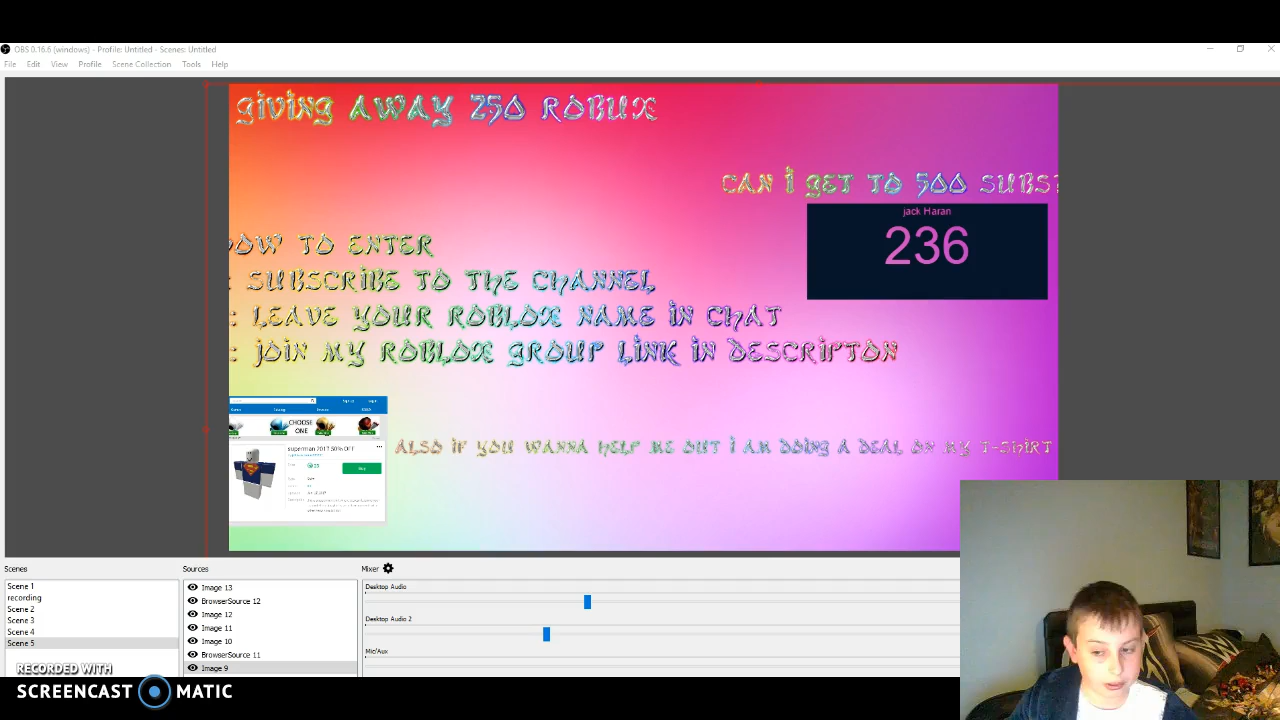 OBS 0.16.6 (windows) - Profile: Untitled - Scenes: Untitled
File Edit View Profile Scene Collection Tools Help
GIVING AWAY 250 ROBUX
CAN I GET TO 500 SUBS?
jack Haran
236
OW TO ENTER
: SUBSCRIBE TO THE CHANNEL
: LEAVE YOUR ROBLOX NAME IN CHAT
: JOIN MY ROBLOX GROUP LINK IN DESCRIPTON
CHOOSE
ONE
superman 2017 50% OFF
Buy
ALSO IF YOU WANNA HELP ME OUT DOING A DEAL ON MY T-SHIRT
Scenes
Sources
Mixer
Scene 1
recording
Scene 2
Scene 3
Scene 4
Scene 5
Image 13
BrowserSource 12
Image 12
Image 11
Image 10
BrowserSource 11
Image 9
Desktop Audio
Desktop Audio 2
Mic/Aux
RECORDED WITH
SCREENCAST MATIC